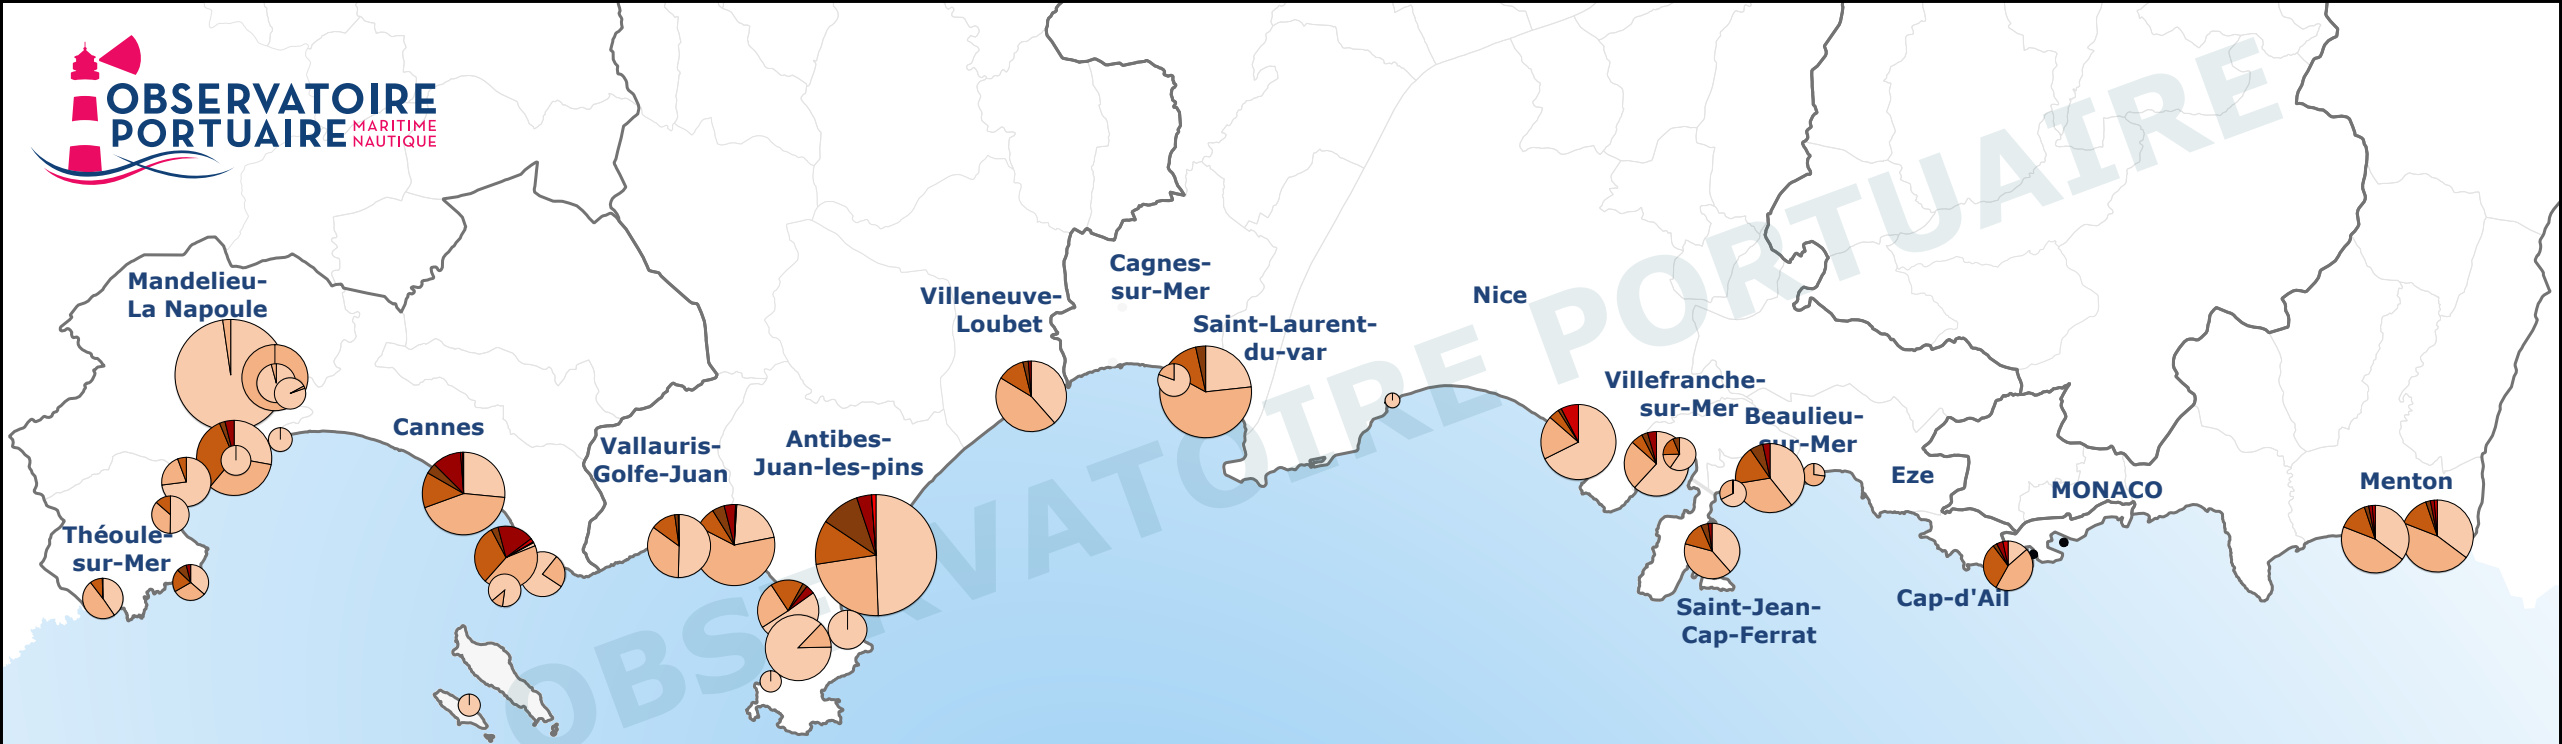 OBSERVATOIRE
PORTUAIRE MARITIME
NAUTIQUE
Mandelieu-
La Napoule
Théoule-
sur-Mer
Cannes
Vallauris-
Golfe-Juan
Antibes-
Juan-les-pins
Villeneuve-
Loubet
Cagnes-
sur-Mer
Saint-Laurent-
du-var
Nice
Villefranche-
sur-Mer
Beaulieu-
sur-Mer
Saint-Jean-
Cap-Ferrat
Eze
Cap-d'Ail
MONACO
Menton
OBSERVATOIRE PORTUAIRE